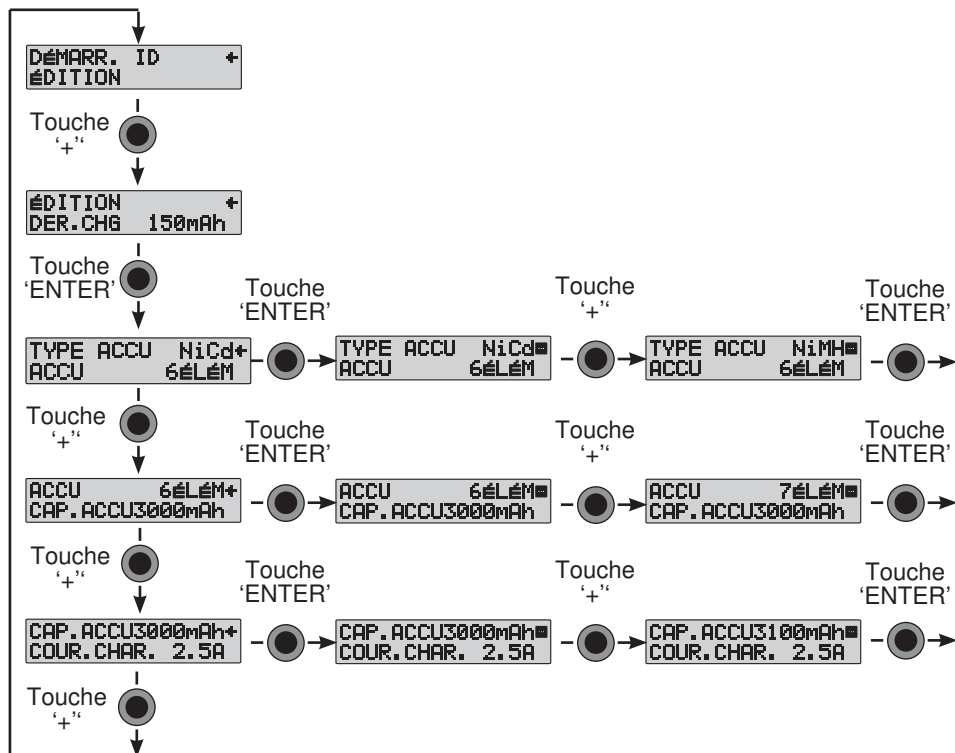 DéMARR. ID ←
éDITION
Touche
‘+’‘
éDITION ←
DER.CHG 150mAh
Touche
‘ENTER’
Touche
‘ENTER’
Touche
‘+’‘
Touche
‘ENTER’
TYPE ACCU NiCd←
ACCU 6éLéM
TYPE ACCU NiCd
ACCU 6éLéM
TYPE ACCU NiMH
ACCU 6éLéM
Touche
‘+’‘
Touche
‘ENTER’
Touche
‘+’‘
Touche
‘ENTER’
ACCU 6éLéM←
CAP.ACCU3000mAh
ACCU 6éLéM
CAP.ACCU3000mAh
ACCU 7éLéM
CAP.ACCU3000mAh
Touche
‘+’‘
Touche
‘ENTER’
Touche
‘+’‘
Touche
‘ENTER’
CAP.ACCU3000mAh←
COUR.CHAR. 2.5A
CAP.ACCU3000mAh
COUR.CHAR. 2.5A
CAP.ACCU3100mAh
COUR.CHAR. 2.5A
Touche
‘+’‘